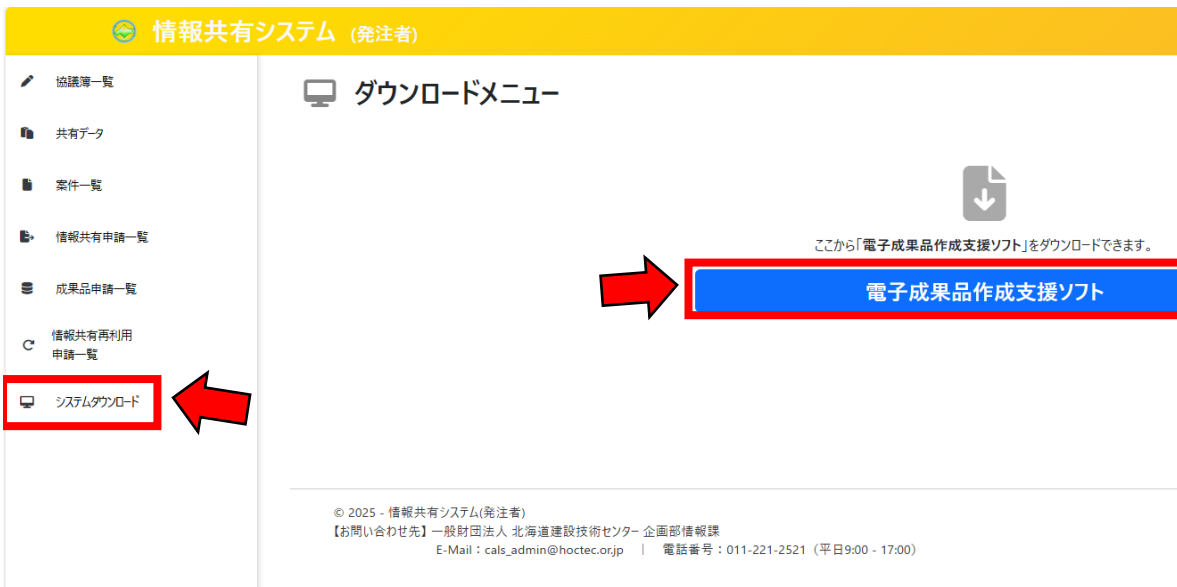 情報共有システム (発注者)
協議簿一覧
共有データ
案件一覧
情報共有申請一覧
成果品申請一覧
情報共有再利用
申請一覧
システムダウンロード
ダウンロードメニュー
ここから「電子成果品作成支援ソフト」をダウンロードできます。
電子成果品作成支援ソフト
© 2025 - 情報共有システム(発注者)
【お問い合わせ先】一般財団法人 北海道建設技術センター 企画部情報課
E-Mail：cals_admin@hoctec.or.jp ｜ 電話番号：011-221-2521（平日9:00 - 17:00）